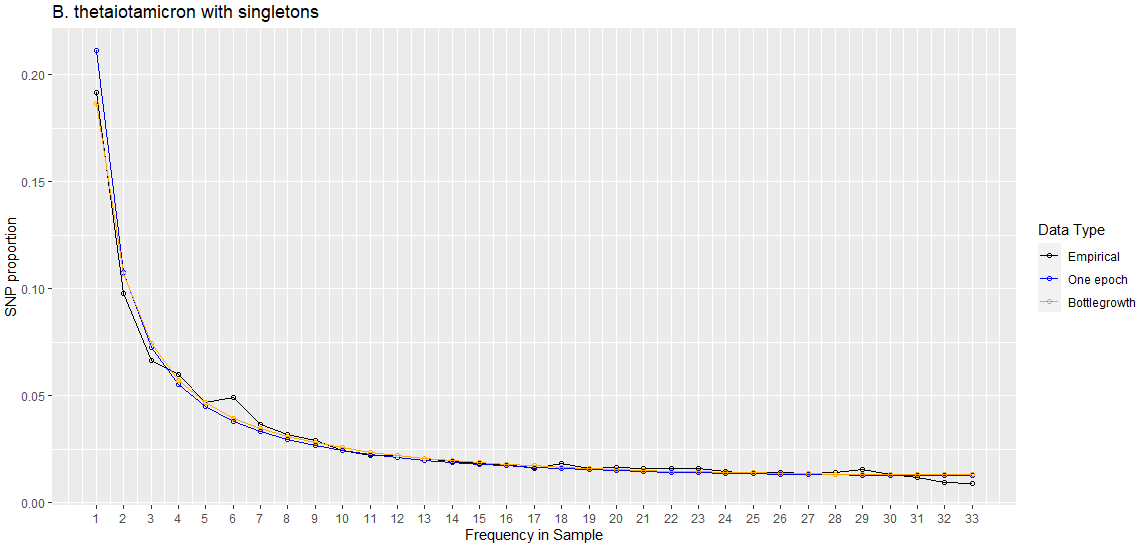 B. thetaiotamicron with singletons
SNP proportion
0.20
0.15
0.10
0.05
0.00
1 2 3 4 5 6 7 8 9 10 11 12 13 14 15 16 17 18 19 20 21 22 23 24 25 26 27 28 29 30 31 32 33
Frequency in Sample
Data Type
Empirical
One epoch
Bottlegrowth